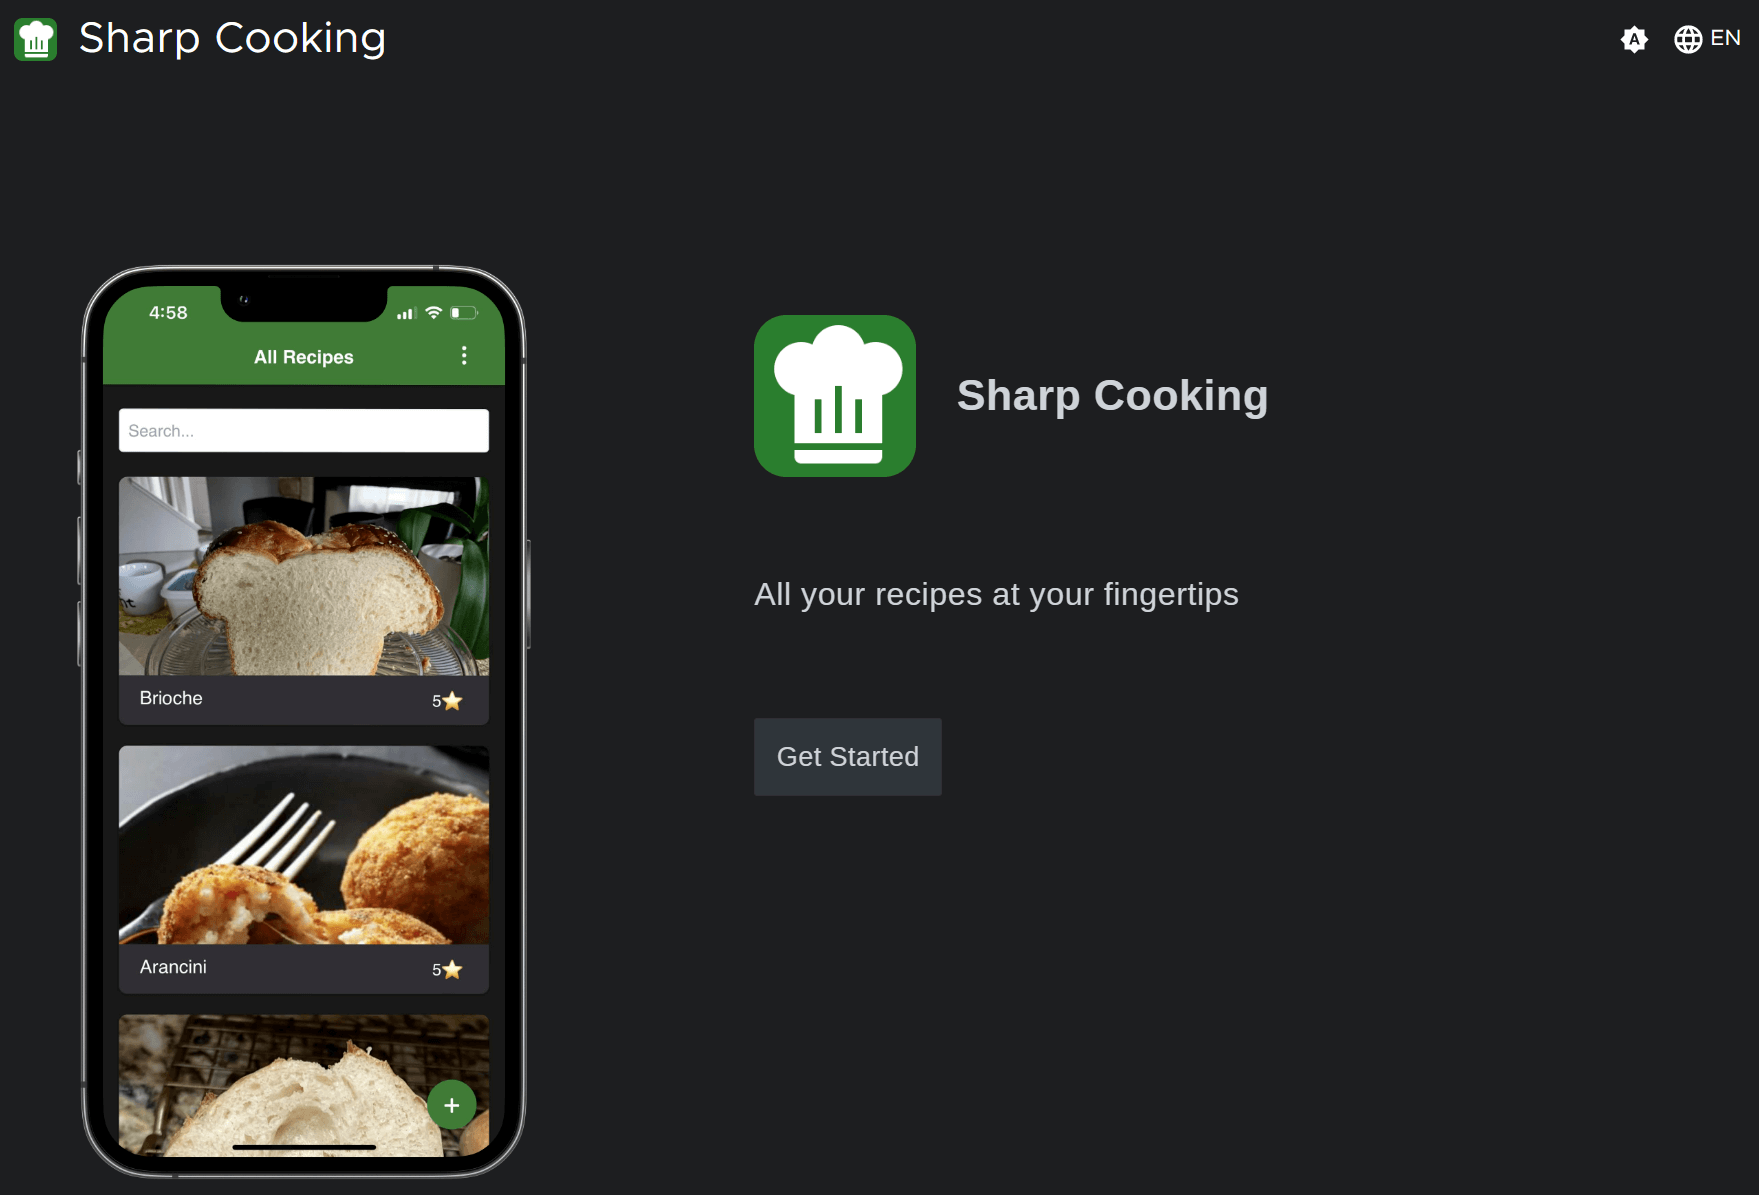 Sharp Cooking
A
EN
4:58
All Recipes
Search...
Brioche
5
Arancini
5
+
Sharp Cooking
All your recipes at your fingertips
Get Started